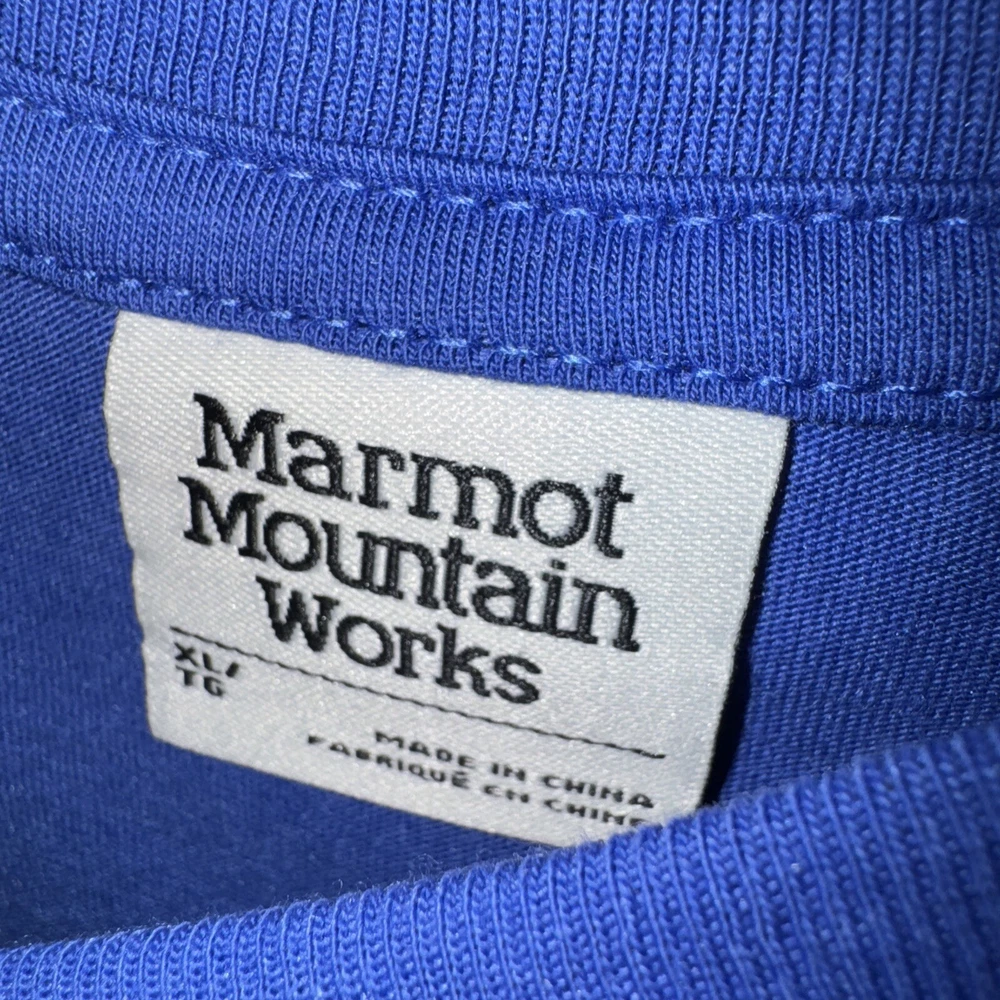 Marmot
Mountain
Works
XL/
TG
MADE IN CHINA
FABRIQUÉ EN CHINE